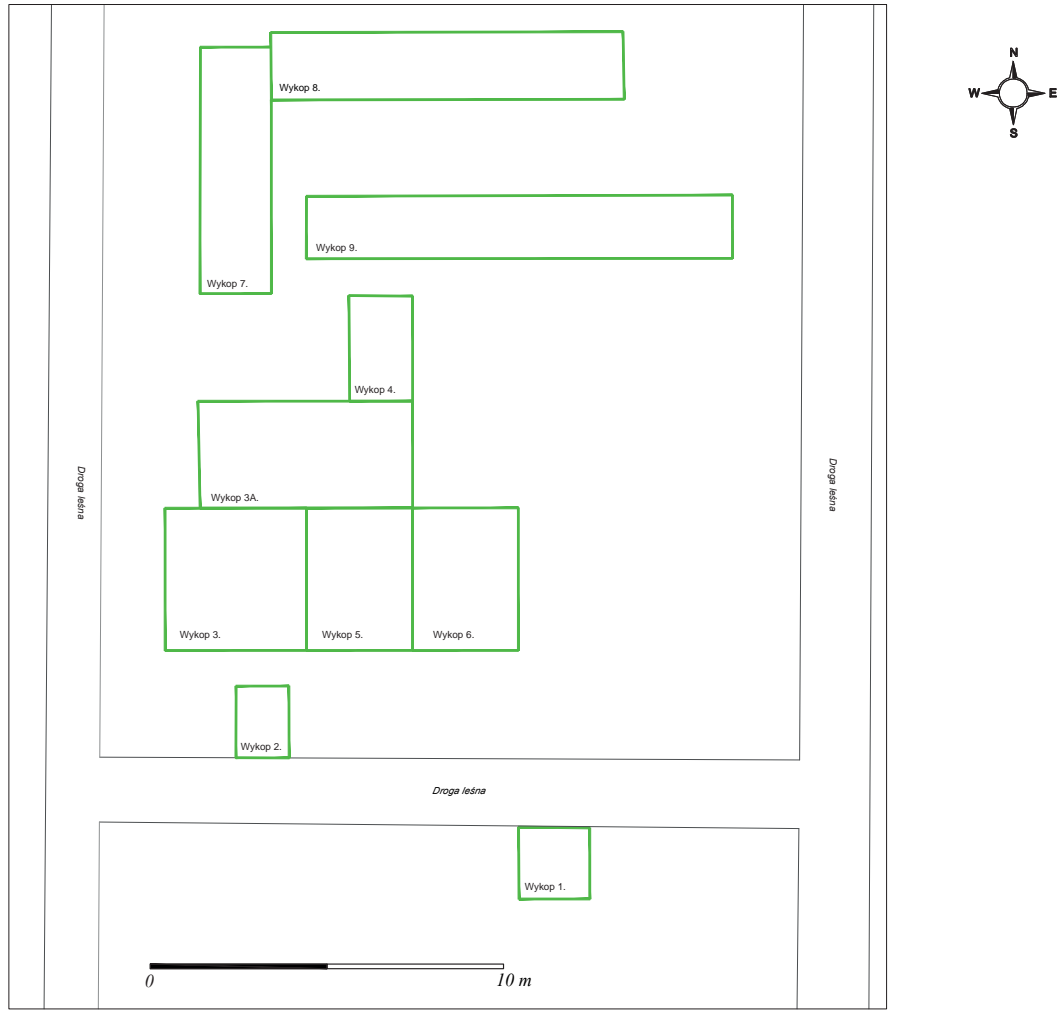 N
Wykop 8.
W
E
S
Wykop 9.
Wykop 7.
Wykop 4.
Droga leśna
Droga leśna
Wykop 3A.
Wykop 3.
Wykop 5.
Wykop 6.
Wykop 2.
Droga leśna
Wykop 1.
0
10 m